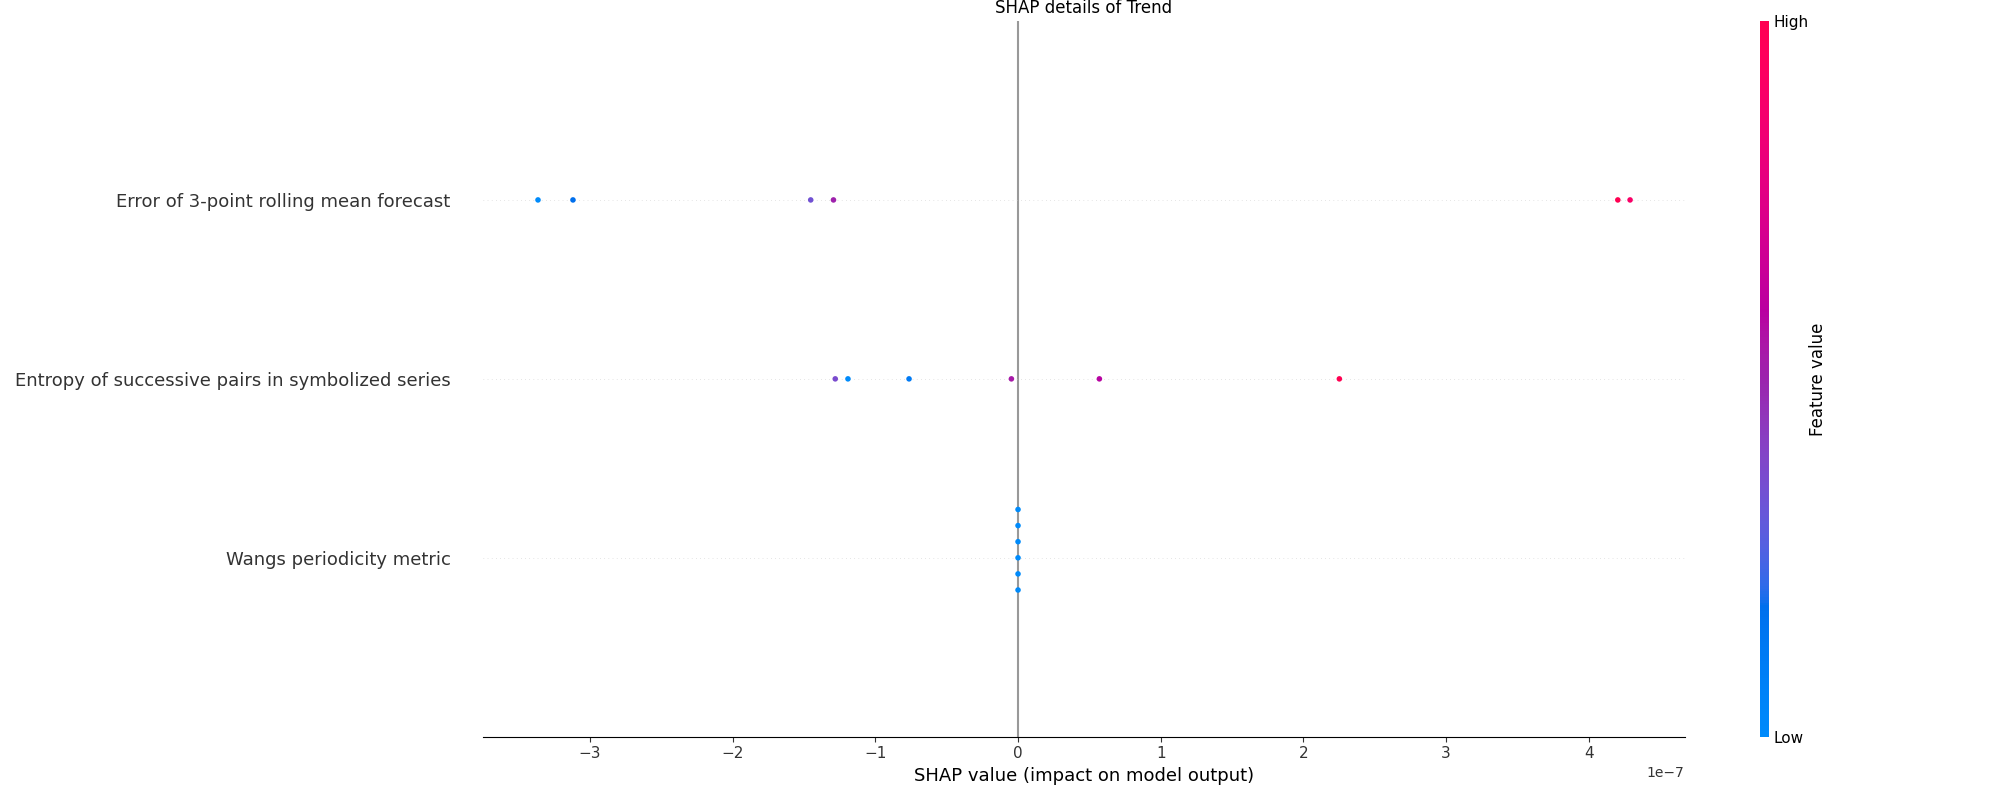 SHAP details of Trend
High
Error of 3-point rolling mean forecast
Entropy of successive pairs in symbolized series
Feature value
Wangs periodicity metric
Low
−3 −2 −1 0 1 2 3 4
1e−7
SHAP value (impact on model output)